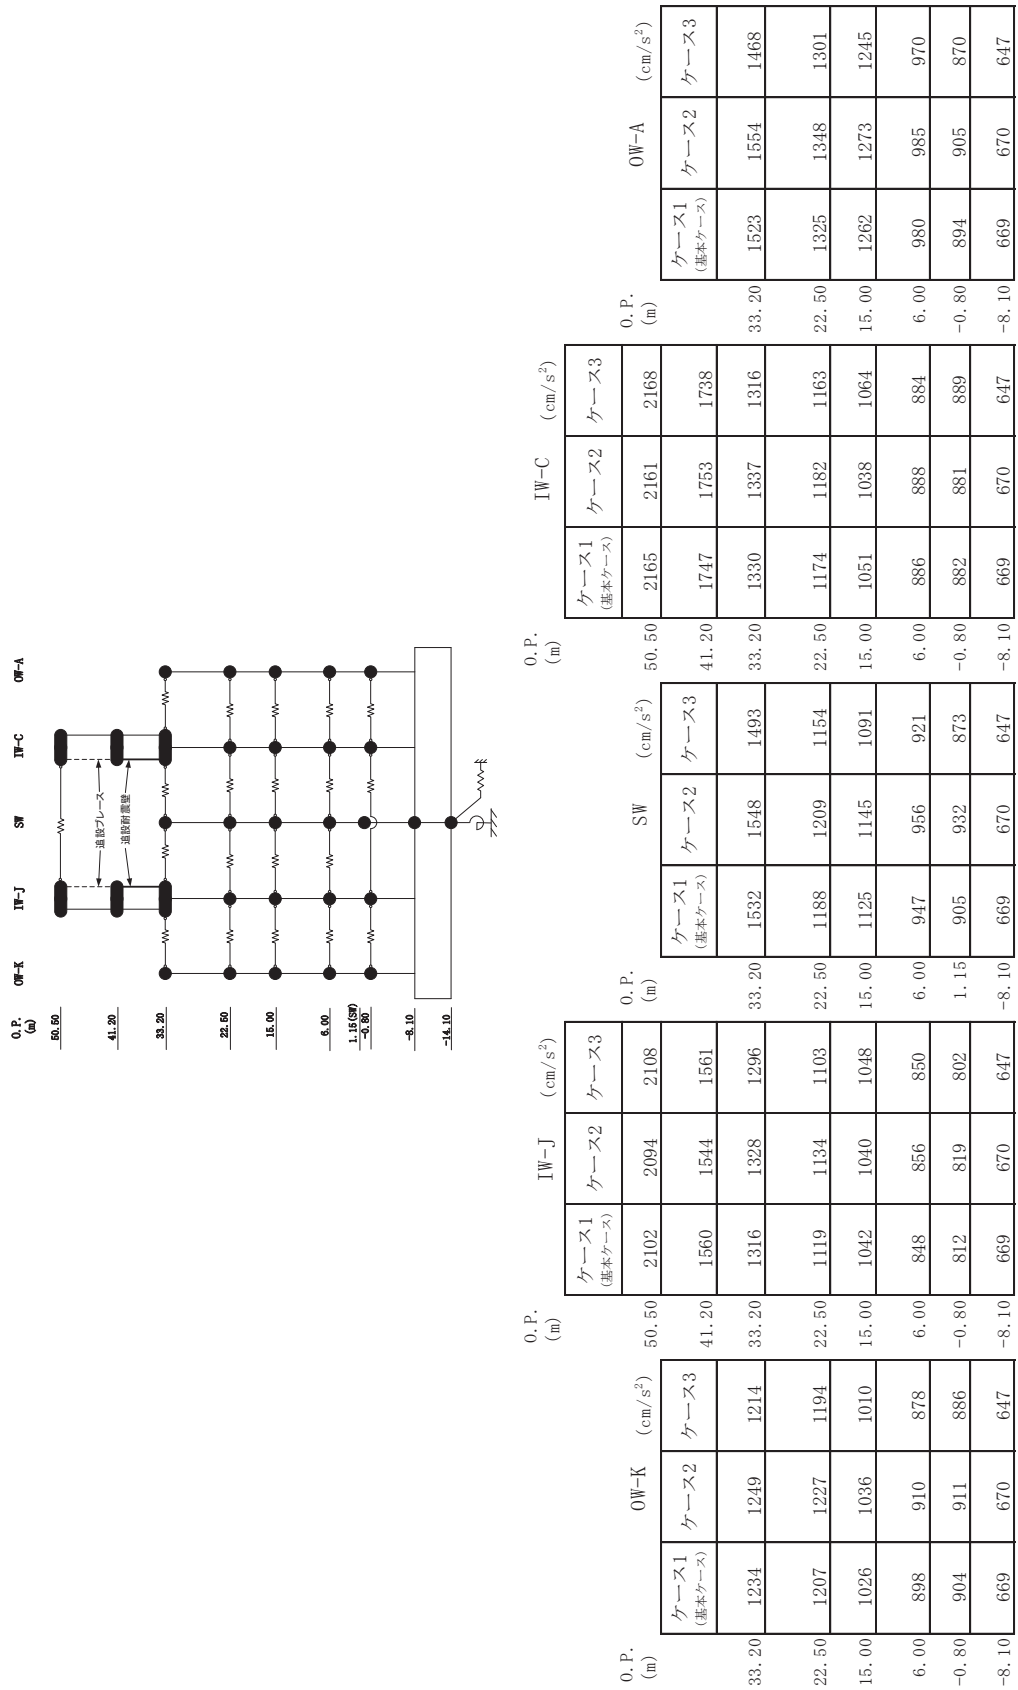 O.P.
(m)
OW-K IW-J SW IW-C OW-A
50.50
41.20
33.20
22.50
15.00
6.00
1.15(SW)
-0.80
-8.10
-14.10
追設ブレース
追設耐震壁
OW-K (cm/s²)
O.P.
(m)
ケース1
(基本ケース) ケース2 ケース3
33.20 1234 1249 1214
22.50 1207 1227 1194
15.00 1026 1036 1010
6.00 898 910 878
-0.80 904 911 886
-8.10 669 670 647
IW-J (cm/s²)
O.P.
(m)
ケース1
(基本ケース) ケース2 ケース3
50.50 2102 2094 2108
41.20 1560 1544 1561
33.20 1316 1328 1296
22.50 1119 1134 1103
15.00 1042 1040 1048
6.00 848 856 850
-0.80 812 819 802
-8.10 669 670 647
SW (cm/s²)
O.P.
(m)
ケース1
(基本ケース) ケース2 ケース3
33.20 1532 1548 1493
22.50 1188 1209 1154
15.00 1125 1145 1091
6.00 947 956 921
1.15 905 932 873
-8.10 669 670 647
IW-C (cm/s²)
O.P.
(m)
ケース1
(基本ケース) ケース2 ケース3
50.50 2165 2161 2168
41.20 1747 1753 1738
33.20 1330 1337 1316
22.50 1174 1182 1163
15.00 1051 1038 1064
6.00 886 888 884
-0.80 882 881 889
-8.10 669 670 647
OW-A (cm/s²)
O.P.
(m)
ケース1
(基本ケース) ケース2 ケース3
33.20 1523 1554 1468
22.50 1325 1348 1301
15.00 1262 1273 1245
6.00 980 985 970
-0.80 894 905 870
-8.10 669 670 647